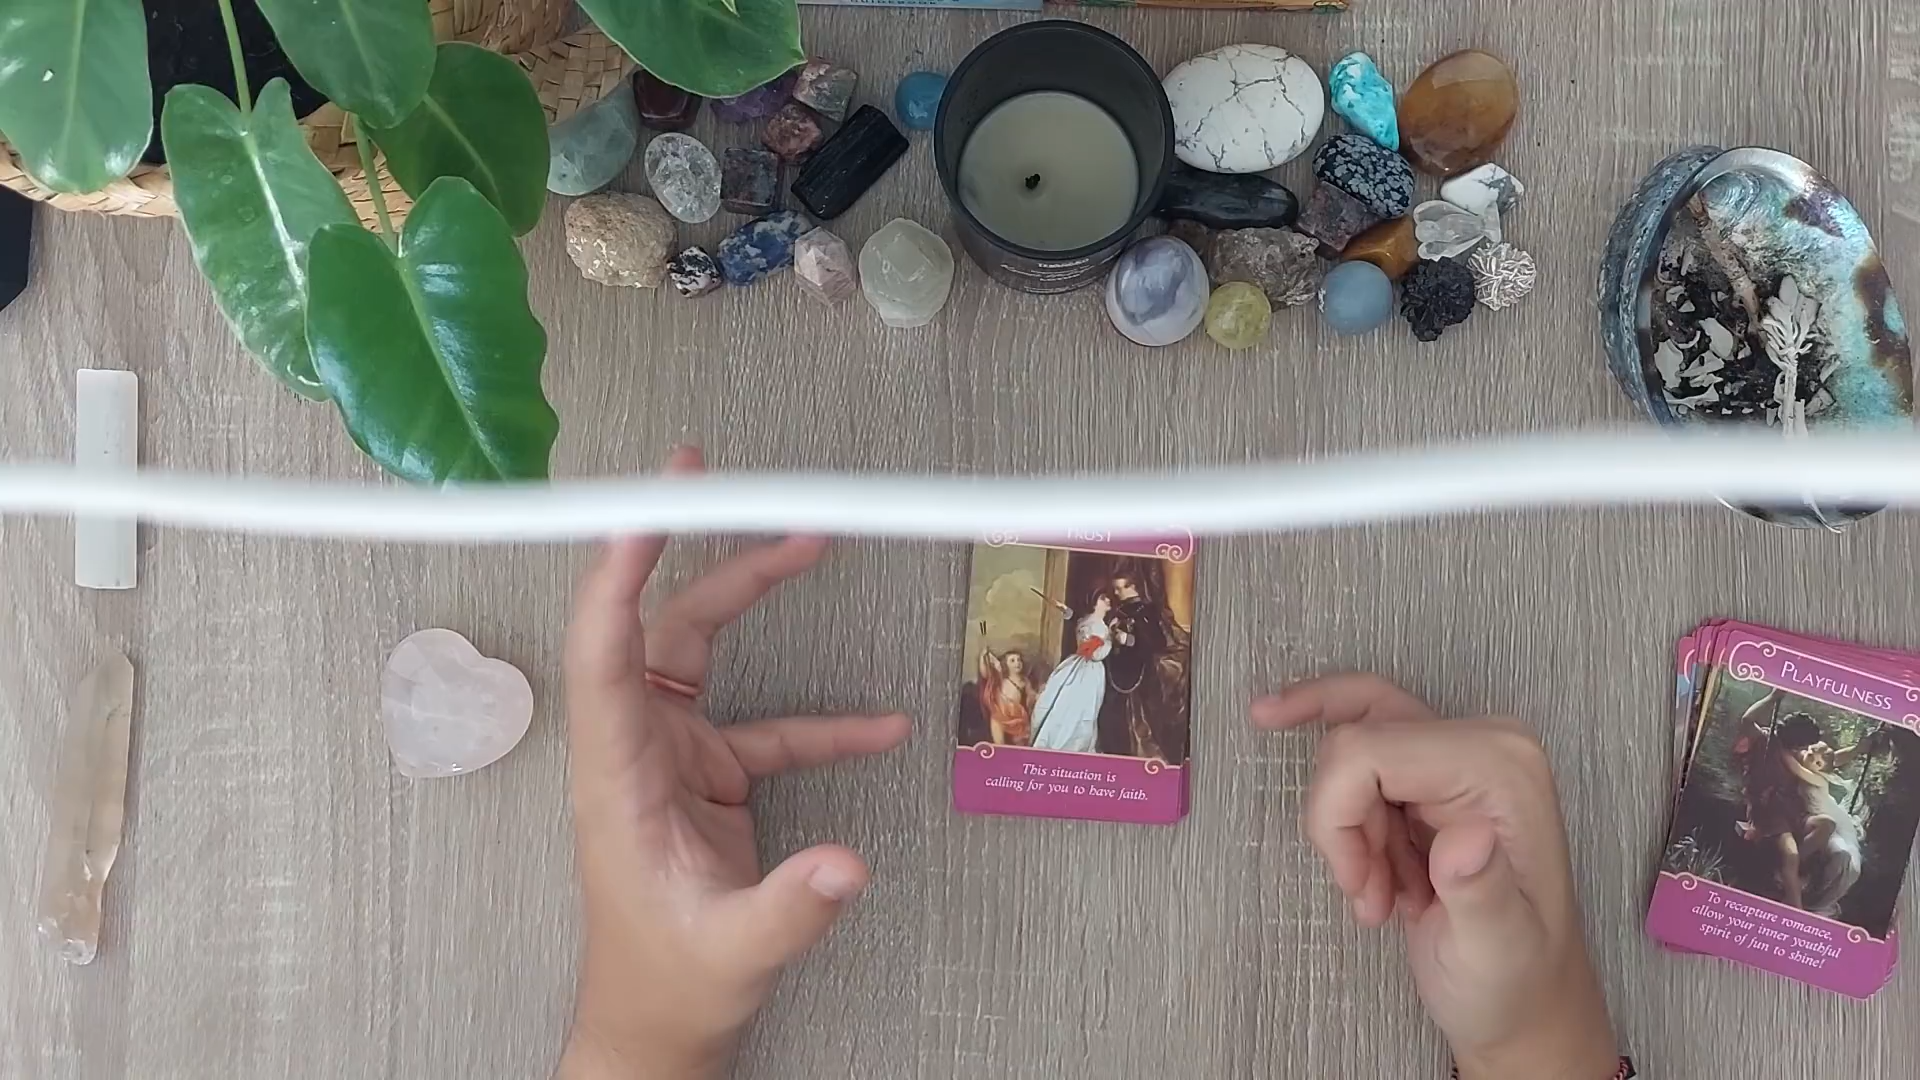 TRUST
This situation is
calling for you to have faith.
PLAYFULNESS
To recapture romance,
allow your inner youthful
spirit of fun to shine!